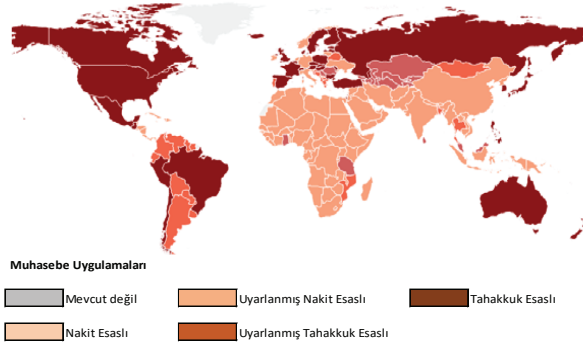 Muhasebe Uygulamaları
Mevcut değil
Uyarlanmış Nakit Esaslı
Tahakkuk Esaslı
Nakit Esaslı
Uyarlanmış Tahakkuk Esaslı